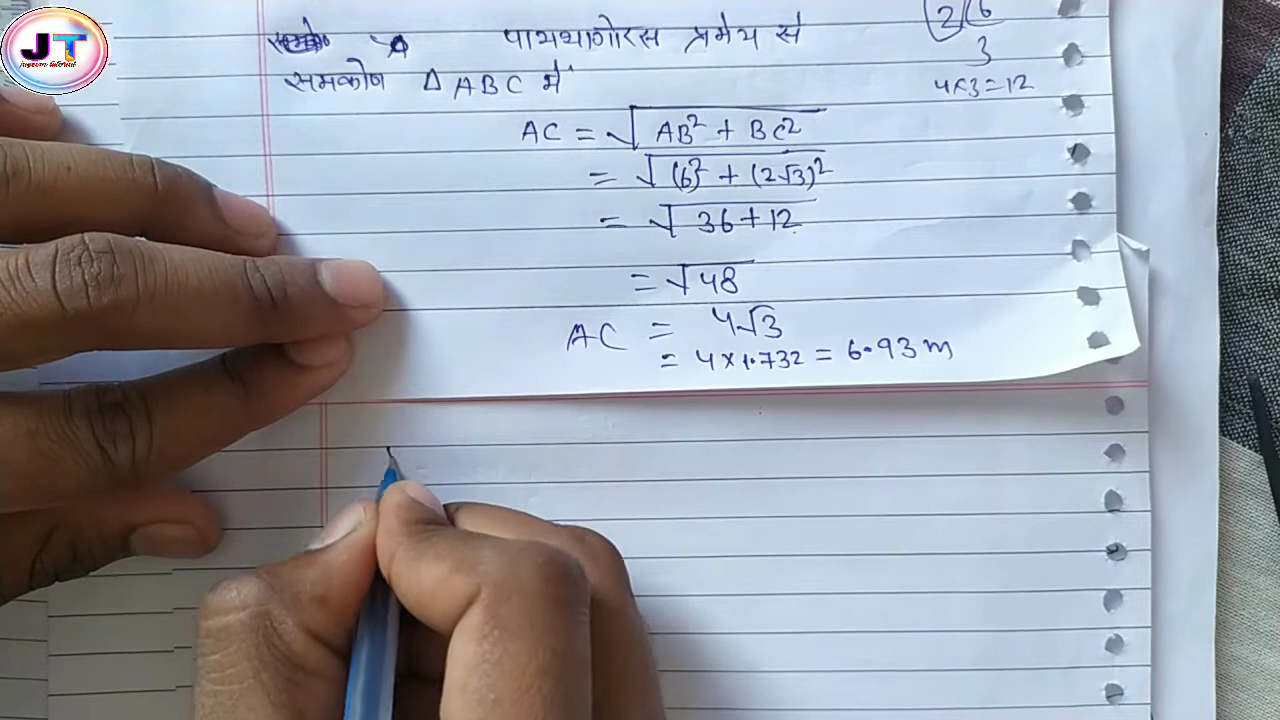 JT
पायथागोरस प्रमेय से
समकोण Δ ABC में
2 6
3
4×3=12
AC = √AB² + BC²
= √(6)² + (2√3)²
= √36+12
= √48
AC = 4√3
= 4×1.732 = 6.93 m